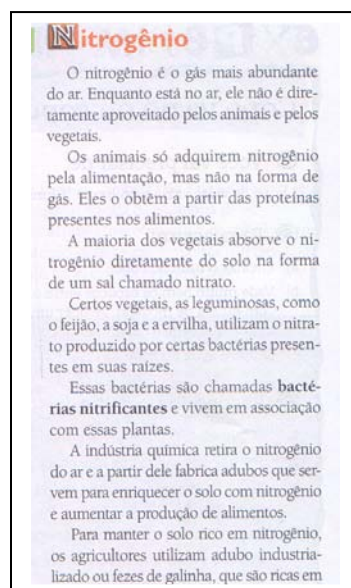 Nitrogênio
O nitrogênio é o gás mais abundante
do ar. Enquanto está no ar, ele não é dire-
tamente aproveitado pelos animais e pelos
vegetais.
Os animais só adquirem nitrogênio
pela alimentação, mas não na forma de
gás. Eles o obtêm a partir das proteínas
presentes nos alimentos.
A maioria dos vegetais absorve o ni-
trogênio diretamente do solo na forma
de um sal chamado nitrato.
Certos vegetais, as leguminosas, como
o feijão, a soja e a ervilha, utilizam o nitra-
to produzido por certas bactérias presen-
tes em suas raízes.
Essas bactérias são chamadas bacté-
rias nitrificantes e vivem em associação
com essas plantas.
A indústria química retira o nitrogênio
do ar e a partir dele fabrica adubos que ser-
vem para enriquecer o solo com nitrogênio
e aumentar a produção de alimentos.
Para manter o solo rico em nitrogênio,
os agricultores utilizam adubo industria-
lizado ou fezes de galinha, que são ricas em